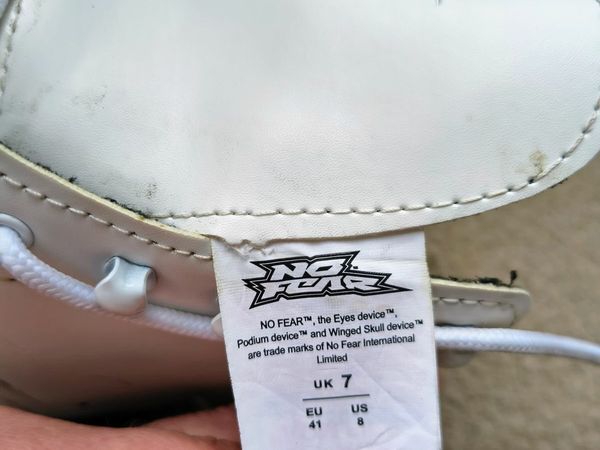 NO
FEAR
NO FEAR™, the Eyes device™,
Podium device™ and Winged Skull device™
are trade marks of No Fear International
Limited
UK 7
EU US
41 8